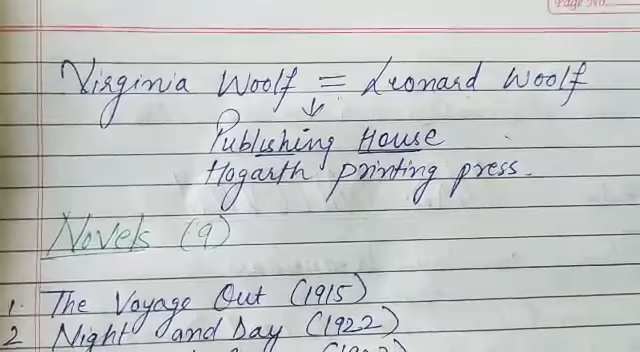 Page No.
Virginia Woolf = Leonard Woolf
↓
Publishing House
Hogarth printing press.
Novels (9)
1. The Voyage Out (1915)
2 Night and Day (1922)